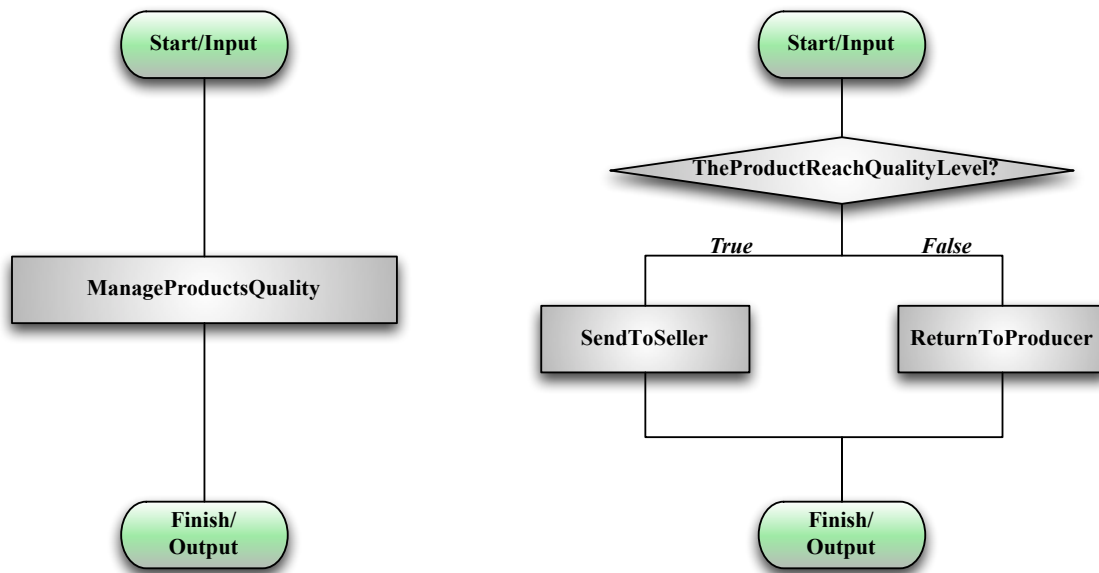 Start/Input
ManageProductsQuality
Finish/
Output
Start/Input
TheProductReachQualityLevel?
True
False
SendToSeller
ReturnToProducer
Finish/
Output